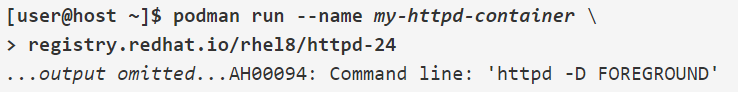 [user@host ~]$ podman run --name my-httpd-container \
> registry.redhat.io/rhel8/httpd-24
...output omitted...AH00094: Command line: 'httpd -D FOREGROUND'